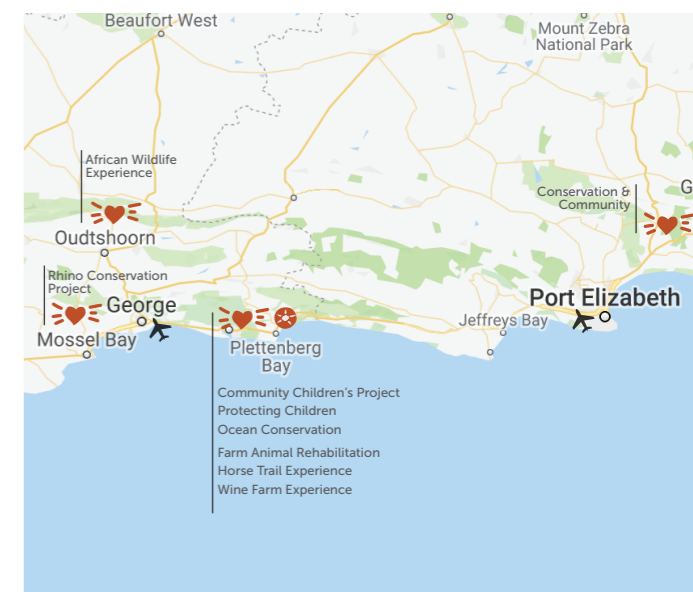 Beaufort West
Mount Zebra
National Park
African Wildlife
Experience
Conservation &
Community
G
Oudtshoorn
Rhino Conservation
Project
George
Port Elizabeth
Mossel Bay
Jeffreys Bay
Plettenberg
Bay
Community Children's Project
Protecting Children
Ocean Conservation
Farm Animal Rehabilitation
Horse Trail Experience
Wine Farm Experience